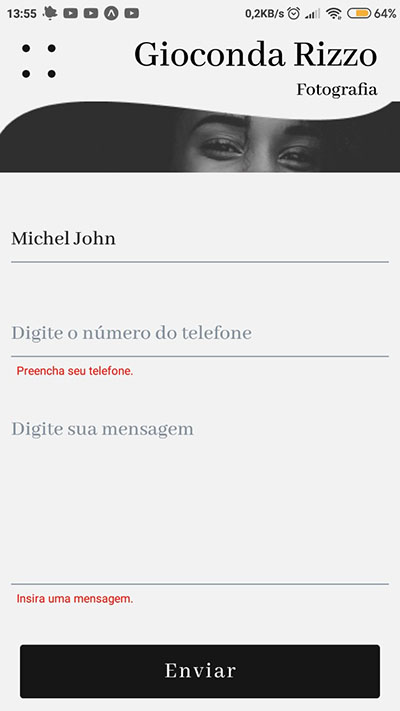 13:55 0,2KB/s 64%
Gioconda Rizzo
Fotografia
Michel John
Digite o número do telefone
Preencha seu telefone.
Digite sua mensagem
Insira uma mensagem.
Enviar